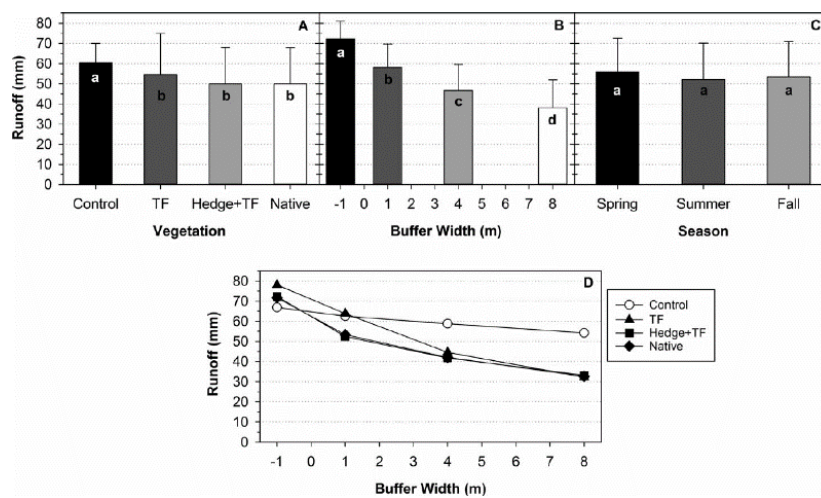 A
B
C
80
70
60
50
40
30
20
10
0
Runoff (mm)
a
b
b
b
a
b
c
d
a
a
a
Control TF Hedge+TF Native
-1 0 1 2 3 4 5 6 7 8
Spring Summer Fall
Vegetation
Buffer Width (m)
Season
D
80
70
60
50
40
30
20
10
0
Runoff (mm)
Control
TF
Hedge+TF
Native
-1 0 1 2 3 4 5 6 7 8
Buffer Width (m)